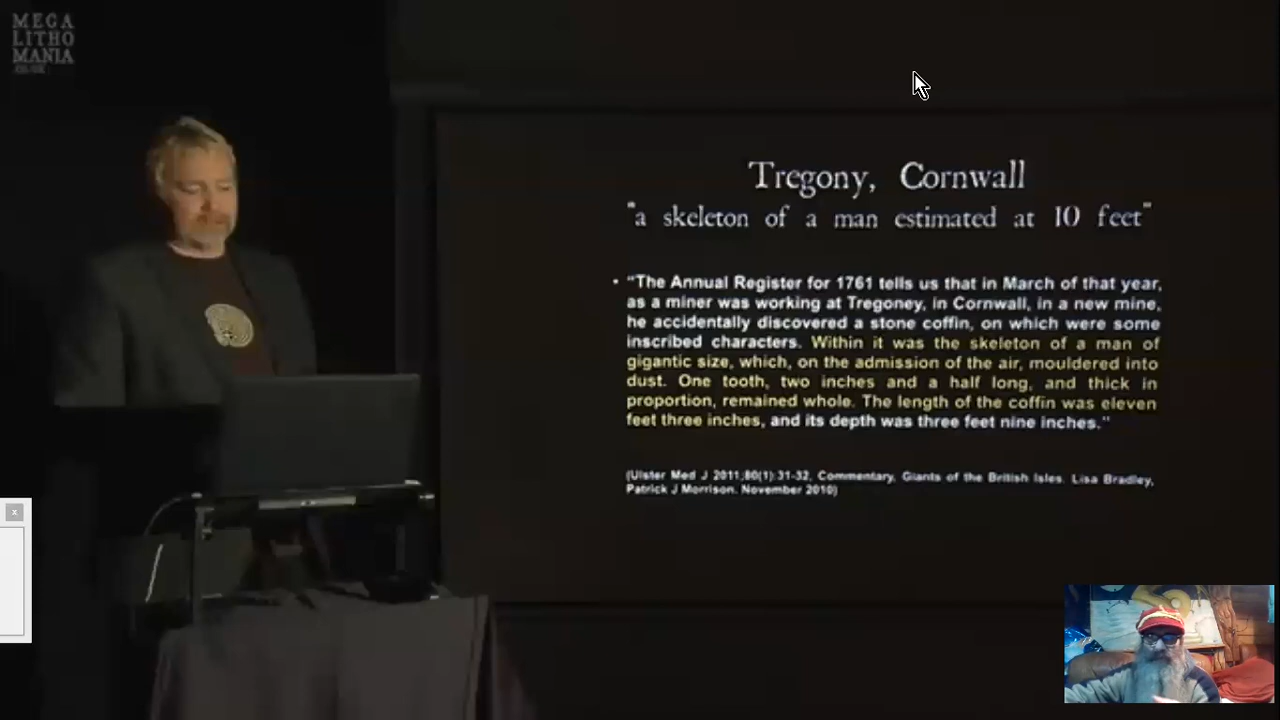 MEGA
LITHO
MANIA
.CO.UK
Tregony, Cornwall
"a skeleton of a man estimated at 10 feet"
• "The Annual Register for 1761 tells us that in March of that year,
as a miner was working at Tregoney, in Cornwall, in a new mine,
he accidentally discovered a stone coffin, on which were some
inscribed characters. Within it was the skeleton of a man of
gigantic size, which, on the admission of the air, mouldered into
dust. One tooth, two inches and a half long, and thick in
proportion, remained whole. The length of the coffin was eleven
feet three inches, and its depth was three feet nine inches."
(Ulster Med J 2011;80(1):31-32, Commentary, Giants of the British Isles. Lisa Bradley,
Patrick J Morrison. November 2010)
x